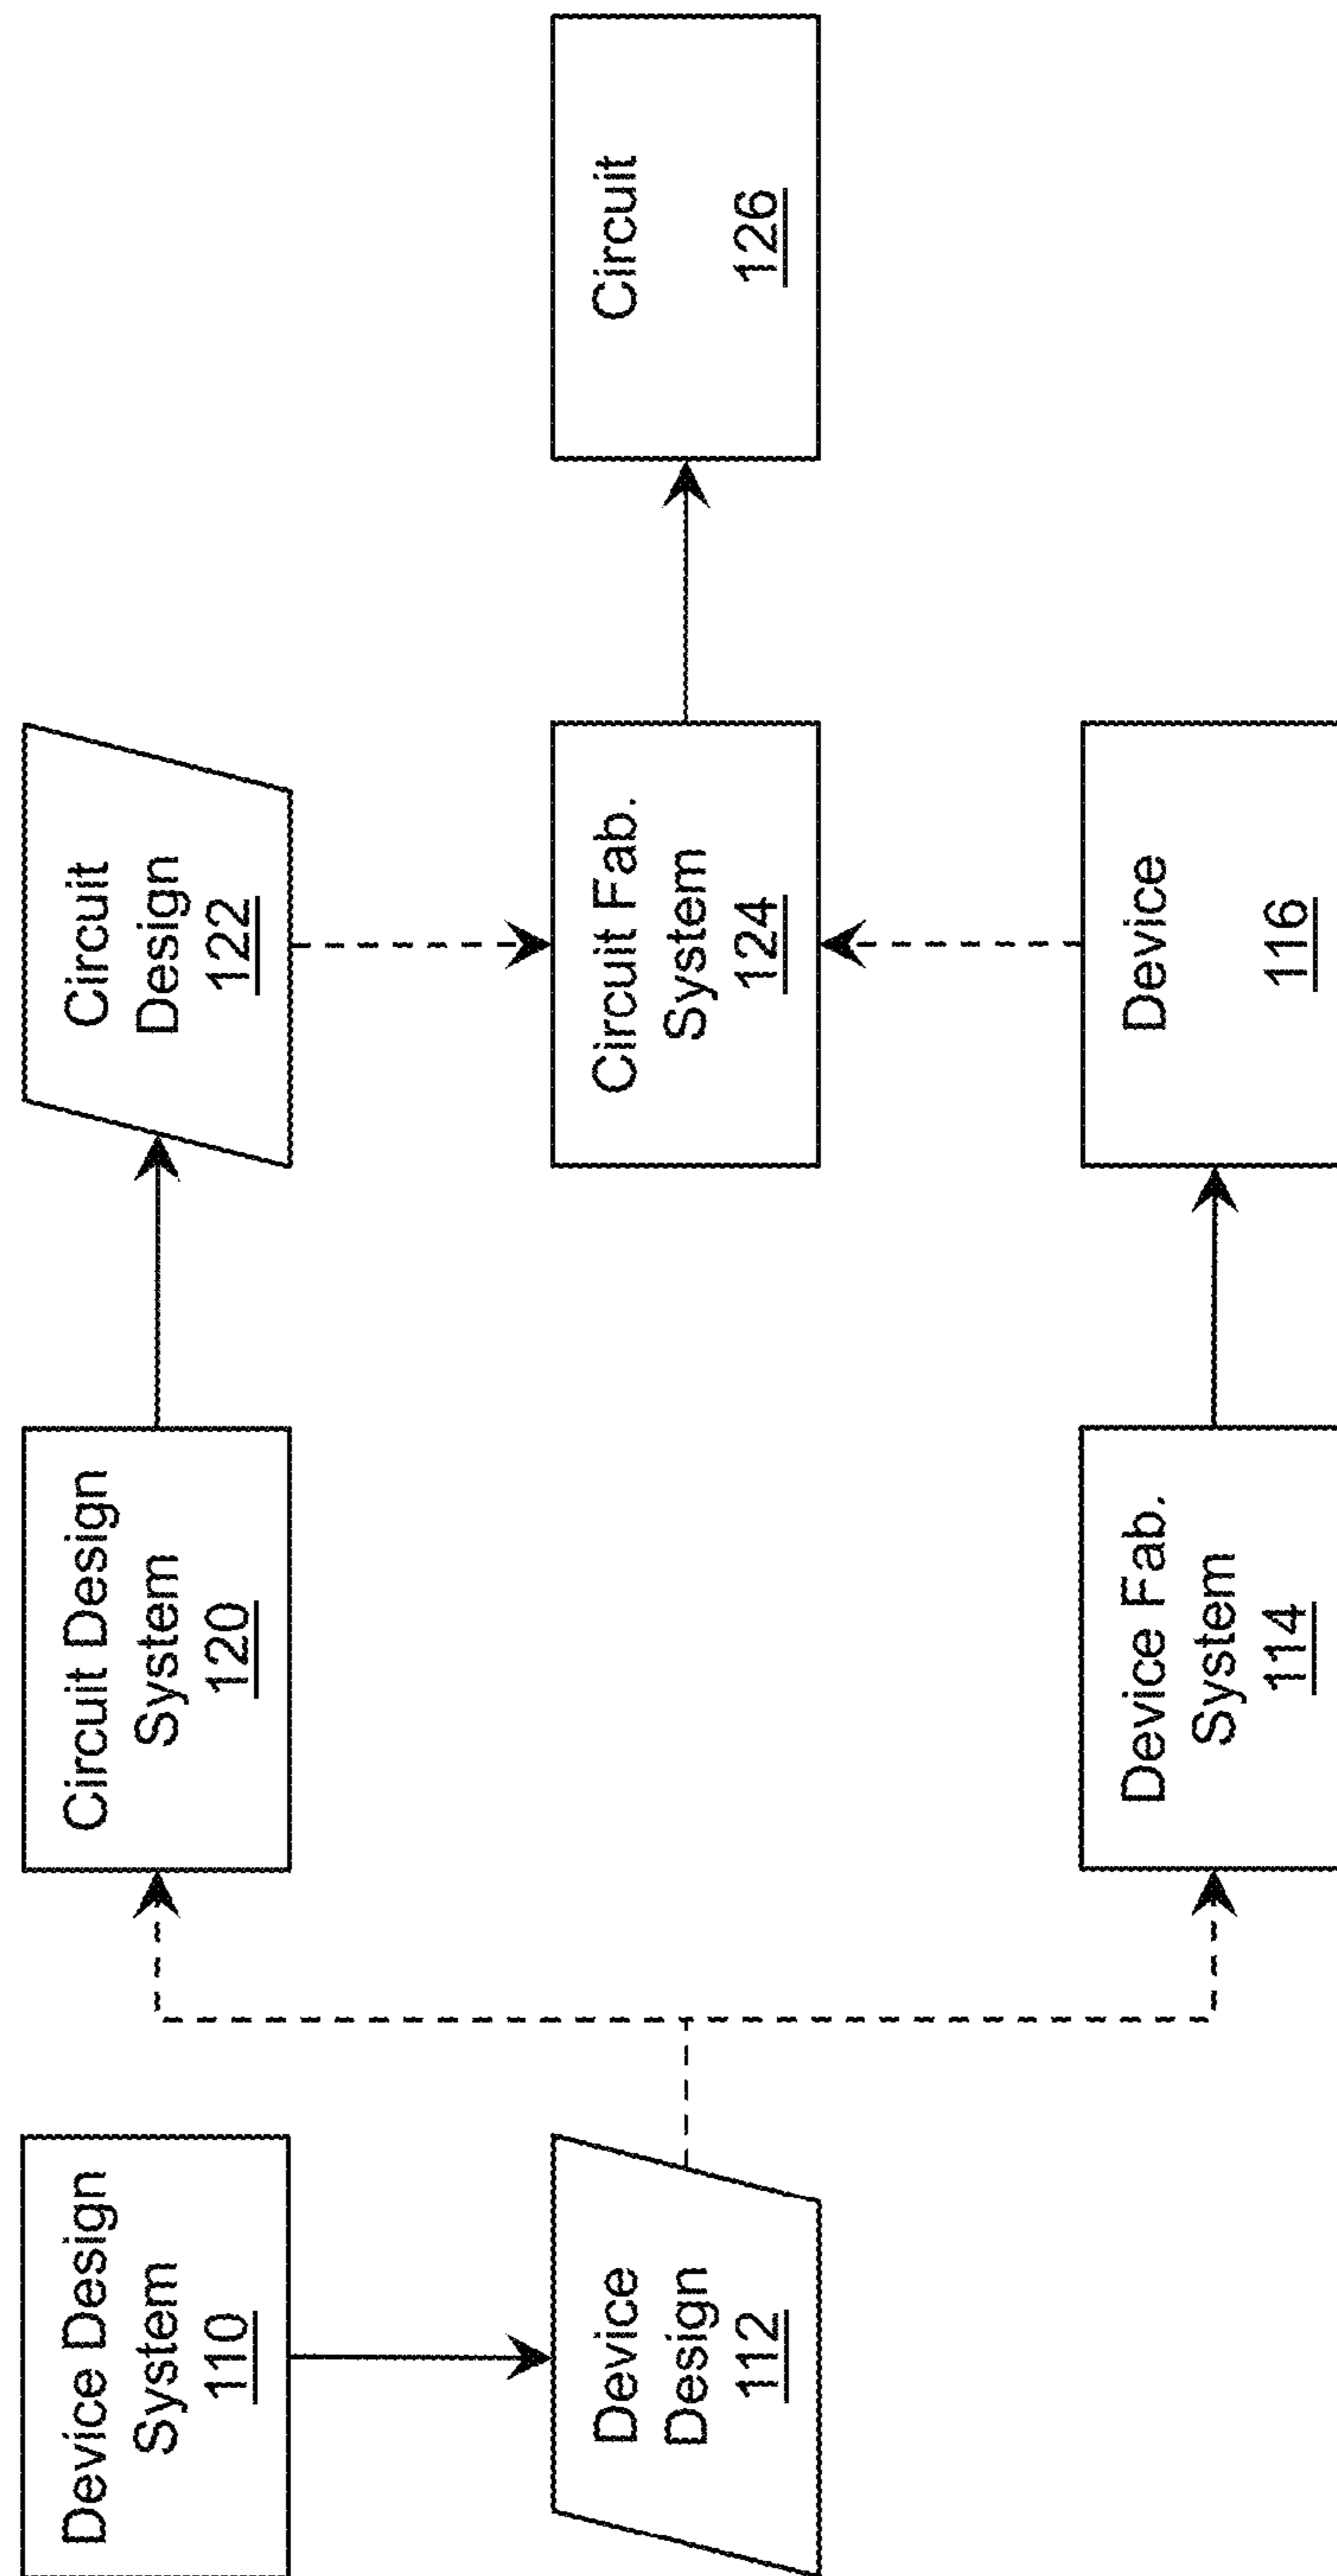 Device Design
System
110
Device
Design
112
Circuit Design
System
120
Device Fab.
System
114
Circuit
Design
122
Circuit Fab.
System
124
Device
116
Circuit
126